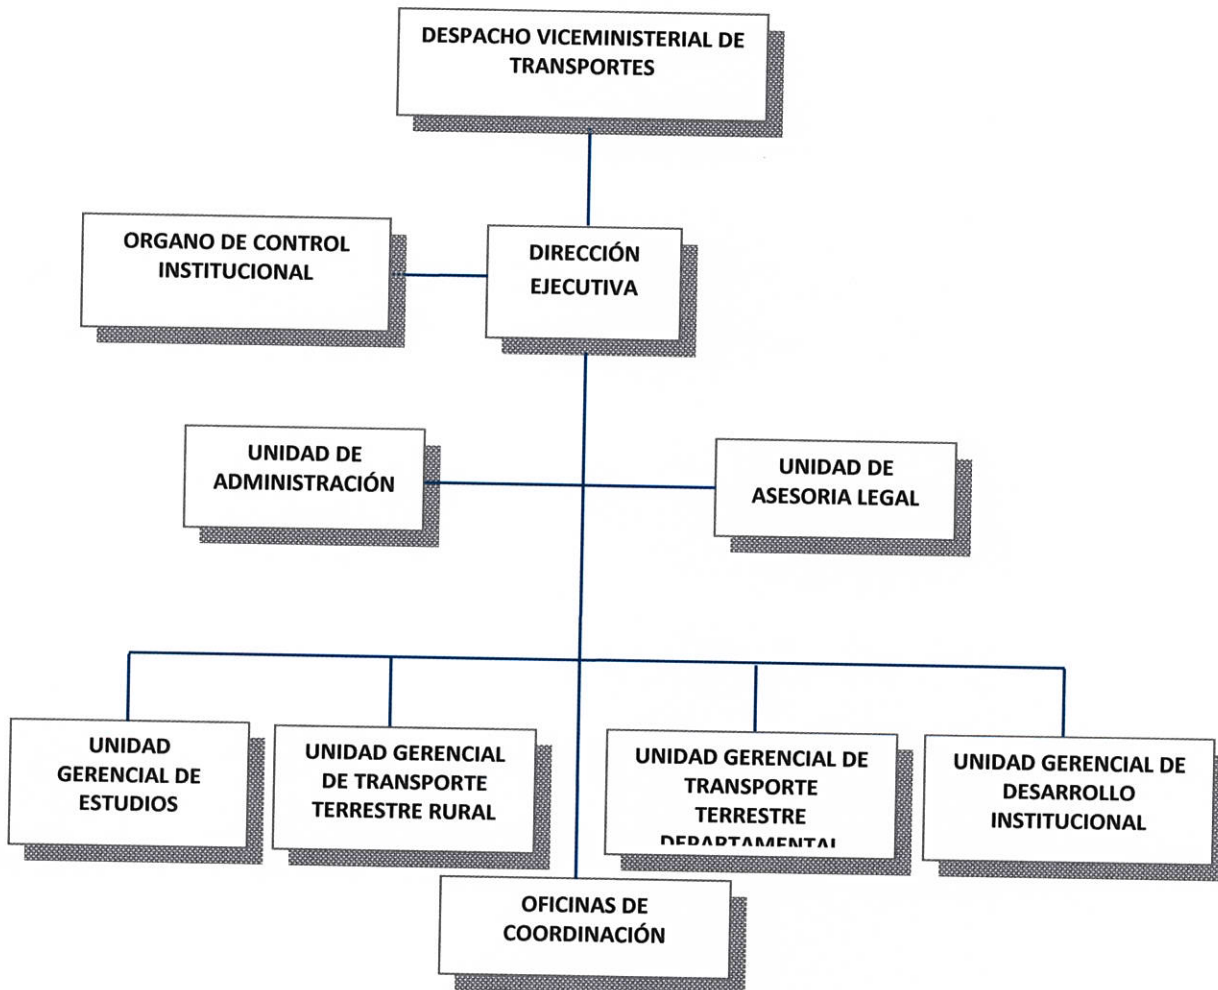 DESPACHO VICEMINISTERIAL DE
TRANSPORTES
ORGANO DE CONTROL
INSTITUCIONAL
DIRECCIÓN
EJECUTIVA
UNIDAD DE
ADMINISTRACIÓN
UNIDAD DE
ASESORIA LEGAL
UNIDAD
GERENCIAL DE
ESTUDIOS
UNIDAD GERENCIAL
DE TRANSPORTE
TERRESTRE RURAL
UNIDAD GERENCIAL DE
TRANSPORTE
TERRESTRE
DEPARTAMENTAL
UNIDAD GERENCIAL DE
DESARROLLO
INSTITUCIONAL
OFICINAS DE
COORDINACIÓN